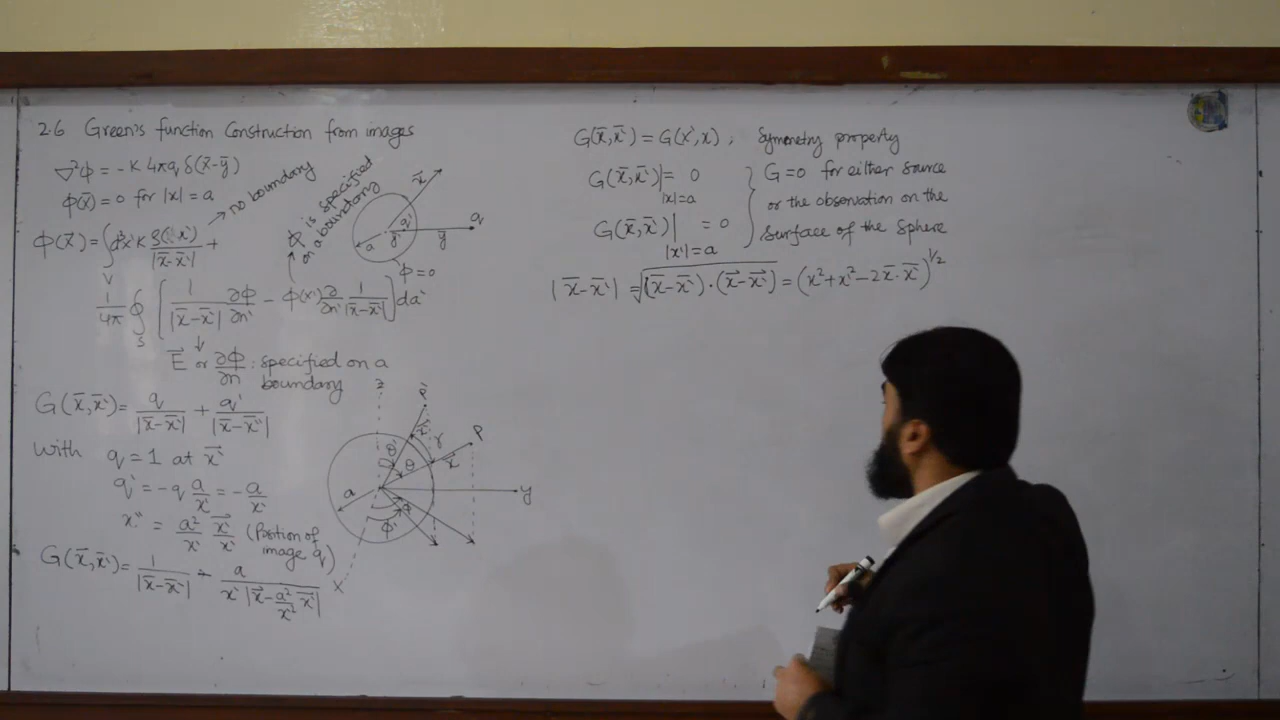 2.6 Green's function Construction from images
∇²Φ = -K 4πq δ(x̄-ȳ)
Φ(x̄) = 0 for |x| = a
→ no boundary
Φ is specified on a boundary
Φ(x̄) = ∫ d³x' K ρ(x̄') / |x̄-x̄'| +
V
1/4π ∮ [ 1/|x̄-x̄'| ∂Φ/∂n' - Φ(x') ∂/∂n' 1/|x̄-x̄'| ] da'
S
E⃗ or ∂Φ/∂n : specified on a
boundary
x̄
q' q
a ȳ' ȳ
Φ=0
G(x̄,x̄') = q/|x̄-x̄'| + q'/|x̄-x̄''|
with q = 1 at x⃗'
q' = -q a/x' = -a/x'
x'' = a²/x' x⃗'/x' (Postion of
image q')
G(x̄,x̄') = 1/|x̄-x̄'| - a / x' |x⃗ - a²/x'² x⃗'|
z
P'
x⃗' γ P
θ' θ x⃗
a y
φ
φ'
x
G(x̄,x̄') = G(x',x) ; Symmetry property
G(x̄,x̄')| = 0
|x|=a
G(x̄,x̄')| = 0
|x'|=a
} G=0 for either source
or the observation on the
surface of the sphere
|x̄-x̄'| = √(x̄-x̄')·(x⃗-x⃗') = (x²+x'²-2x̄·x̄')^1/2